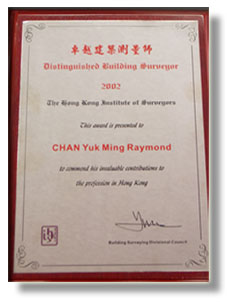 卓越建築測量師
Distinguished Building Surveyor
2002
The Hong Kong Institute of Surveyors
This award is presented to
CHAN Yuk Ming Raymond
to commend his invaluable contributions to
the profession in Hong Kong
Building Surveying Divisional Council